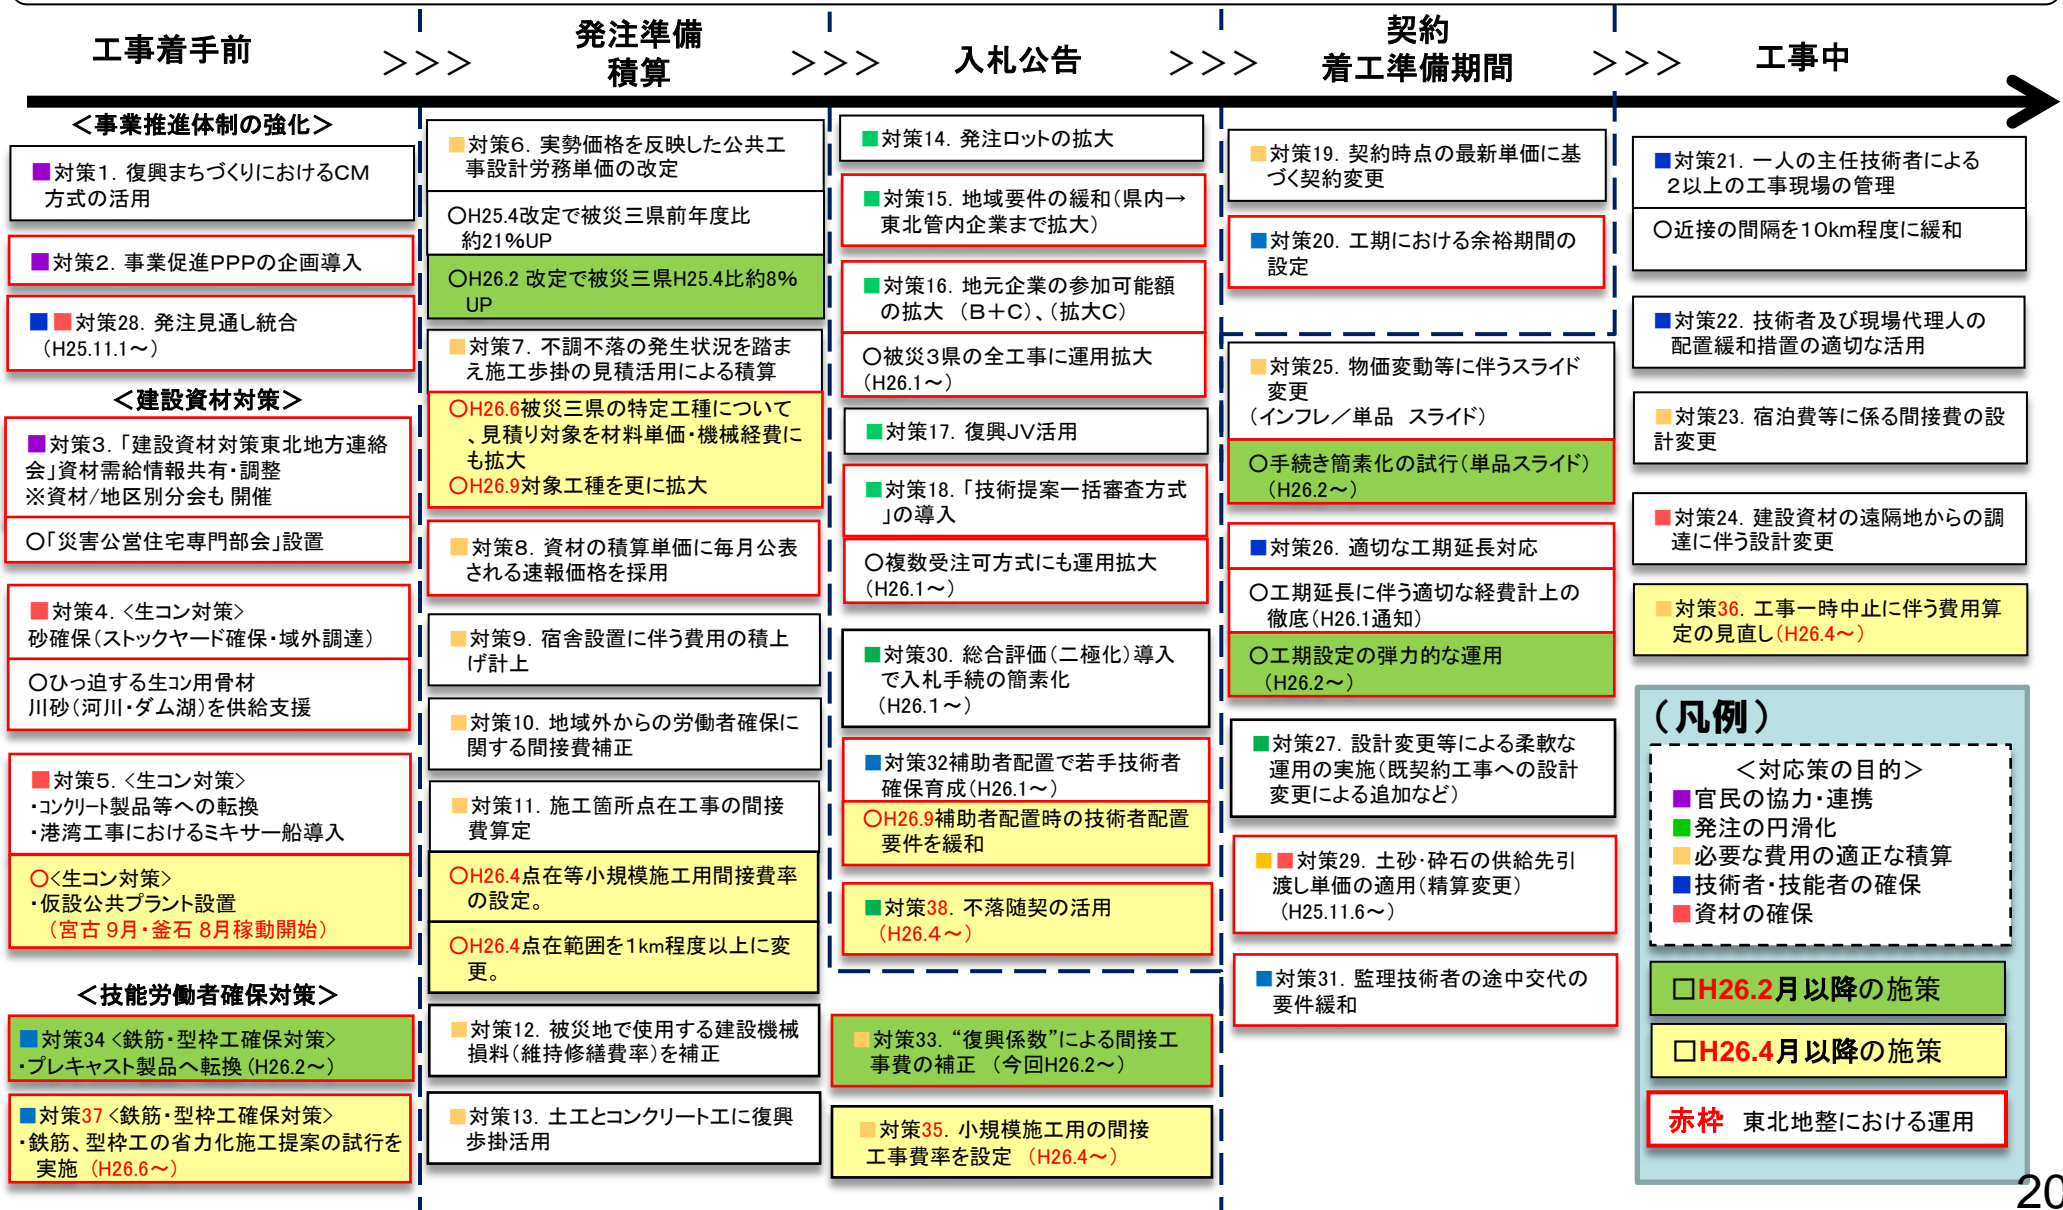 工事着手前
>>>
発注準備
積算
>>>
入札公告
>>>
契約
着工準備期間
>>>
工事中
＜事業推進体制の強化＞
■対策1．復興まちづくりにおけるCM
方式の活用
■対策2．事業促進PPPの企画導入
■■対策28．発注見通し統合
(H25.11.1～)
＜建設資材対策＞
■対策3．「建設資材対策東北地方連絡
会」資材需給情報共有・調整
※資材/地区別分会も 開催
○「災害公営住宅専門部会」設置
■対策4．<生コン対策>
砂確保(ストックヤード確保・域外調達)
○ひっ迫する生コン用骨材
川砂(河川・ダム湖)を供給支援
■対策5．<生コン対策>
・コンクリート製品等への転換
・港湾工事におけるミキサー船導入
○<生コン対策>
・仮設公共プラント設置
(宮古 9月・釜石 8月稼動開始)
＜技能労働者確保対策＞
■対策34 <鉄筋・型枠工確保対策>
・プレキャスト製品へ転換 (H26.2～)
■対策37 <鉄筋・型枠工確保対策>
・鉄筋、型枠工の省力化施工提案の試行を
実施 (H26.6～)
■対策6．実勢価格を反映した公共工
事設計労務単価の改定
○H25.4改定で被災三県前年度比
約21%UP
○H26.2 改定で被災三県H25.4比約8%
UP
■対策7．不調不落の発生状況を踏ま
え施工歩掛の見積活用による積算
○H26.6被災三県の特定工種について
、見積り対象を材料単価・機械経費に
も拡大
○H26.9対象工種を更に拡大
■対策8．資材の積算単価に毎月公表
される速報価格を採用
■対策9．宿舎設置に伴う費用の積上
げ計上
■対策10．地域外からの労働者確保に
関する間接費補正
■対策11．施工箇所点在工事の間接
費算定
○H26.4点在等小規模施工用間接費率
の設定。
○H26.4点在範囲を1km程度以上に変
更。
■対策12．被災地で使用する建設機械
損料(維持修繕費率)を補正
■対策13．土工とコンクリート工に復興
歩掛活用
■対策14．発注ロットの拡大
■対策15．地域要件の緩和(県内→
東北管内企業まで拡大)
■対策16．地元企業の参加可能額
の拡大 (B＋C)、(拡大C)
○被災3県の全工事に運用拡大
(H26.1～)
■対策17．復興JV活用
■対策18．「技術提案一括審査方式
」の導入
○複数受注可方式にも運用拡大
(H26.1～)
■対策30．総合評価(二極化)導入
で入札手続の簡素化
(H26.1～)
■対策32補助者配置で若手技術者
確保育成(H26.1～)
○H26.9補助者配置時の技術者配置
要件を緩和
■対策38．不落随契の活用
(H26.4～)
■対策33．“復興係数”による間接工
事費の補正 (今回H26.2～)
■対策35．小規模施工用の間接
工事費率を設定 (H26.4～)
■対策19．契約時点の最新単価に基
づく契約変更
■対策20．工期における余裕期間の
設定
■対策25．物価変動等に伴うスライド
変更
(インフレ／単品 スライド)
○手続き簡素化の試行(単品スライド)
(H26.2～)
■対策26．適切な工期延長対応
○工期延長に伴う適切な経費計上の
徹底(H26.1通知)
○工期設定の弾力的な運用
(H26.2～)
■対策27．設計変更等による柔軟な
運用の実施(既契約工事への設計
変更による追加など)
■■対策29．土砂・砕石の供給先引
渡し単価の適用(精算変更)
(H25.11.6～)
■対策31．監理技術者の途中交代の
要件緩和
■対策21．一人の主任技術者による
2以上の工事現場の管理
○近接の間隔を10km程度に緩和
■対策22．技術者及び現場代理人の
配置緩和措置の適切な活用
■対策23．宿泊費等に係る間接費の設
計変更
■対策24．建設資材の遠隔地からの調
達に伴う設計変更
■対策36．工事一時中止に伴う費用算
定の見直し(H26.4～)
(凡例)
＜対応策の目的＞
■官民の協力・連携
■発注の円滑化
■必要な費用の適正な積算
■技術者・技能者の確保
■資材の確保
□H26.2月以降の施策
□H26.4月以降の施策
赤枠 東北地整における運用
20